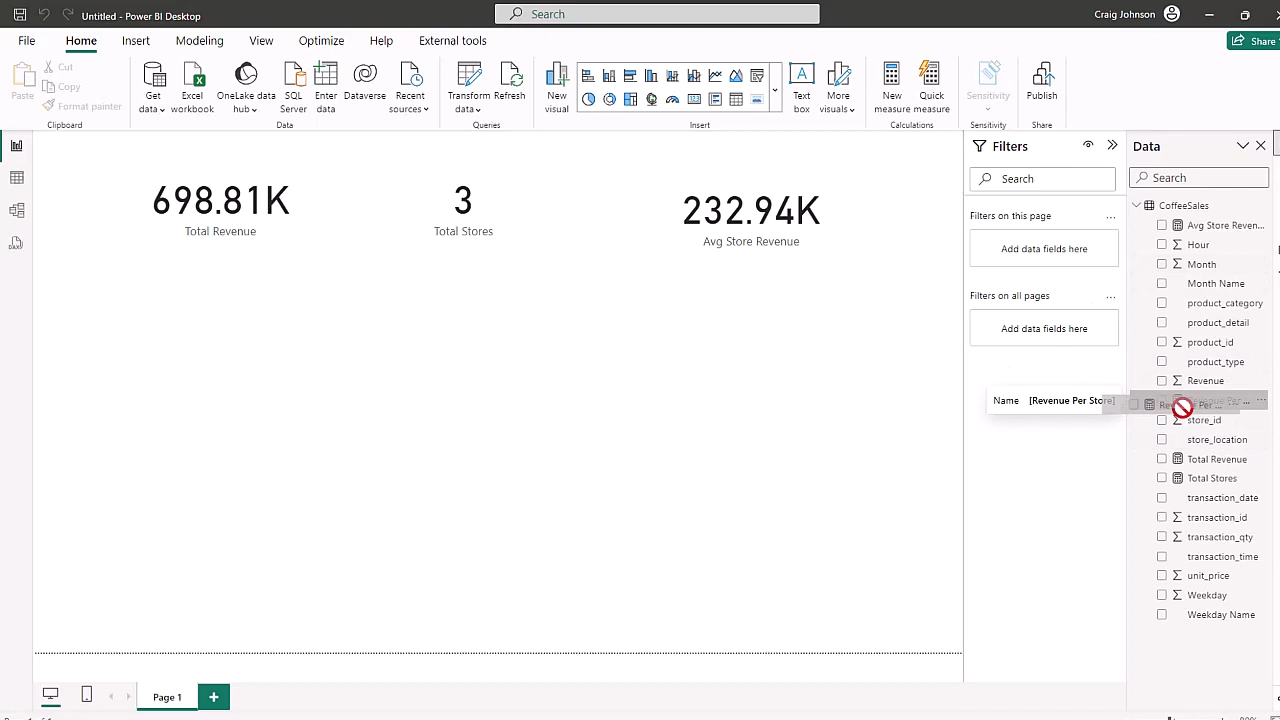 Untitled - Power BI Desktop
Search
Craig Johnson
File
Home
Insert
Modeling
View
Optimize
Help
External tools
Share
Paste
Cut
Copy
Format painter
Clipboard
Get data
Excel workbook
OneLake data hub
SQL Server
Enter data
Dataverse
Recent sources
Data
Transform data
Refresh
Queries
New visual
Text box
More visuals
Insert
New measure
Quick measure
Calculations
Sensitivity
Sensitivity
Publish
Share
698.81K
Total Revenue
3
Total Stores
232.94K
Avg Store Revenue
Filters
Search
Filters on this page
...
Add data fields here
Filters on all pages
...
Add data fields here
Name [Revenue Per Store]
Data
Search
CoffeeSales
Avg Store Reven...
Hour
Month
Month Name
product_category
product_detail
product_id
product_type
Revenue
store_id
store_location
Total Revenue
Total Stores
transaction_date
transaction_id
transaction_qty
transaction_time
unit_price
Weekday
Weekday Name
Page 1